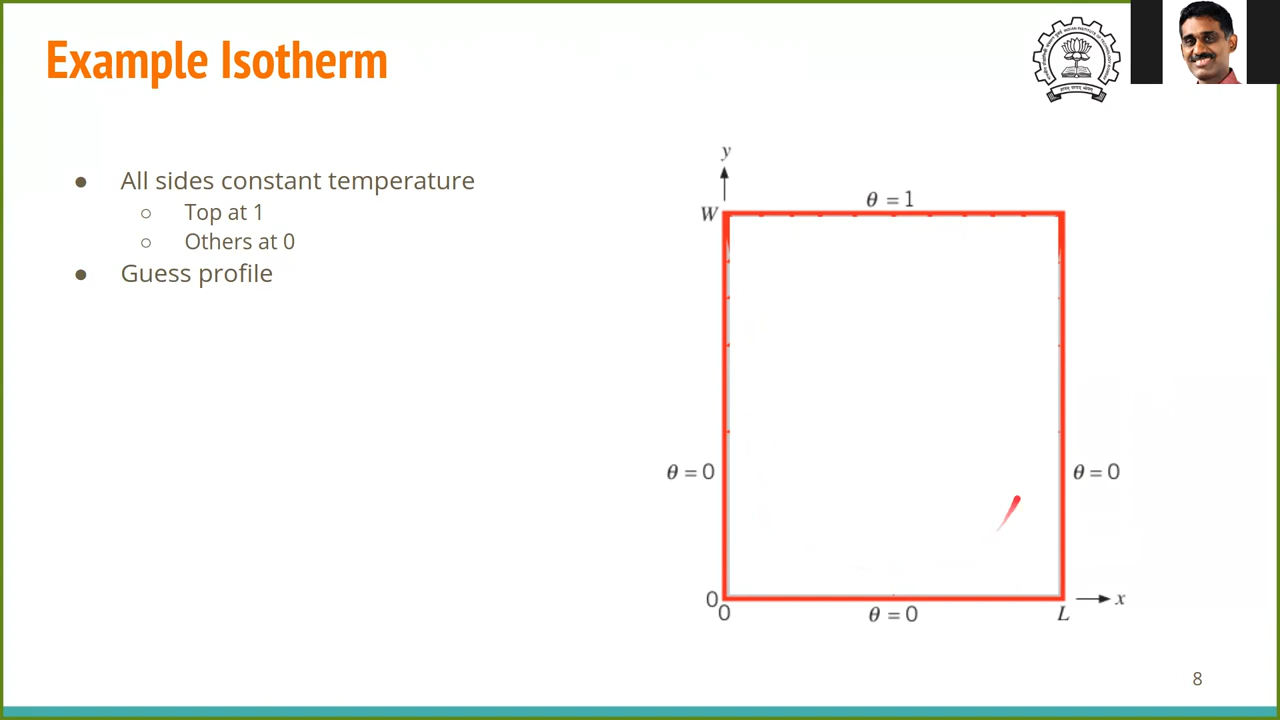 Example Isotherm
● All sides constant temperature
○ Top at 1
○ Others at 0
● Guess profile
y
θ = 1
W
θ = 0
θ = 0
0
x
0
θ = 0
L
8